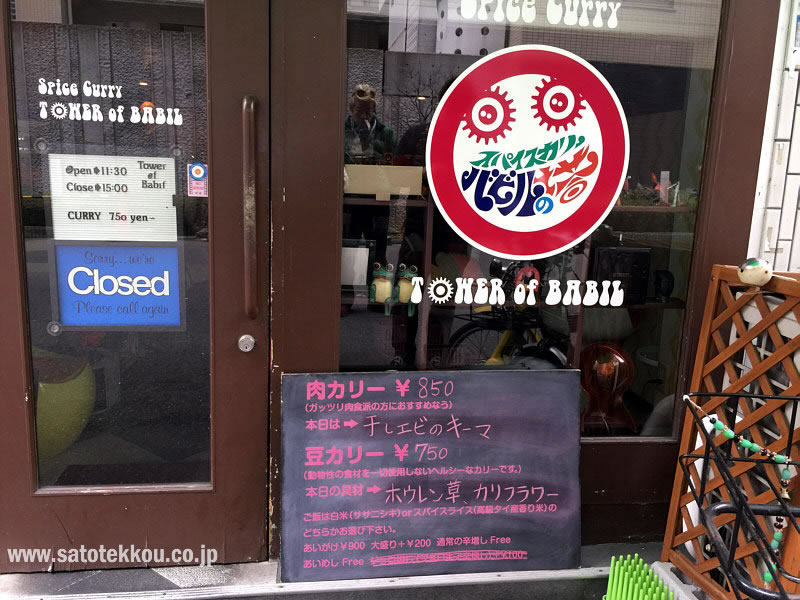 Spice Curry
TOWER of BABIL
Open 11:30
Close 15:00
Tower
of
Babil
CURRY 750 yen~
Sorry...we're
Closed
Please call again
Spice Curry
スパイスカリー
バビルの塔
TOWER of BABIL
肉カリー ¥ 850
(ガッツリ肉食派の方におすすめなう)
本日は➡ 干しエビのキーマ
豆カリー ¥ 750
(動物性の食材を一切使用しないヘルシーなカリーです。)
本日の具材➡ ホウレン草、カリフラワー
ご飯は白米(ササニシキ)orスパイスライス(高級タイ産香り米)の
どちらかお選び下さい。
あいがけ¥900 大盛り+¥200 通常の辛増し Free
あいめし Free
www.satotekkou.co.jp